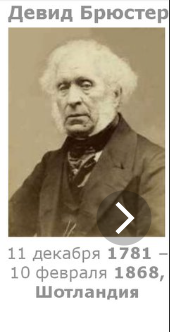 Девид Брюстер
11 декабря 1781 –
10 февраля 1868,
Шотландия